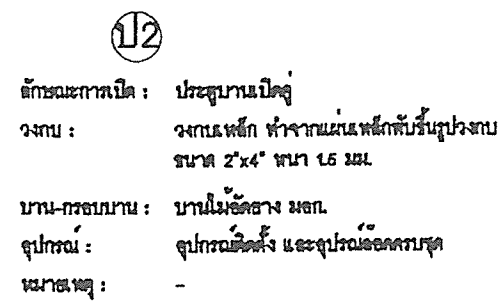 ป2
ลักษณะการเปิด : ประตูบานเปิดคู่
วงกบ : วงกบเหล็ก ทำจากแผ่นเหล็กพับขึ้นรูปวงกบ
ขนาด 2"x4" หนา 1.6 มม.
บาน-กรอบบาน : บานไม้อัดยาง มอก.
อุปกรณ์ : อุปกรณ์ติดตั้ง และอุปรณ์ล๊อคครบชุด
หมายเหตุ : -